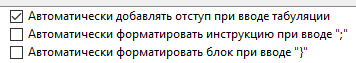 Автоматически добавлять отступ при вводе табуляции
Автоматически форматировать инструкцию при вводе ";"
Автоматически форматировать блок при вводе "}"